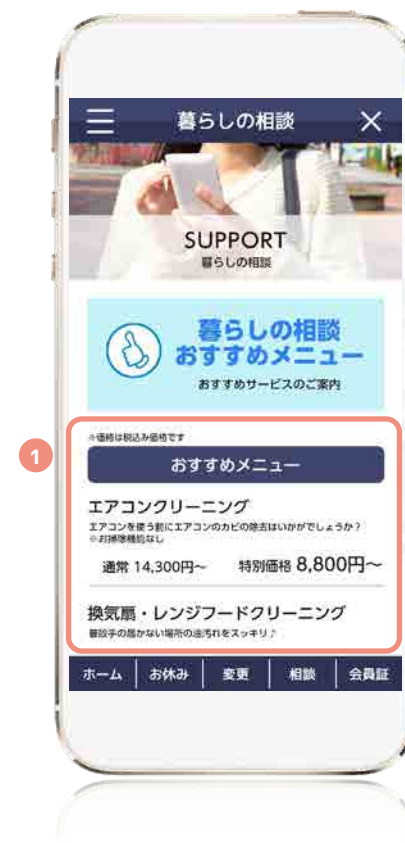 暮らしの相談
SUPPORT
暮らしの相談
暮らしの相談
おすすめメニュー
おすすめサービスのご案内
1
※価格は税込み価格です
おすすめメニュー
エアコンクリーニング
エアコンを使う前にエアコンのカビの除去はいかがでしょうか？
※お掃除機能なし
通常 14,300円～ 特別価格 8,800円～
換気扇・レンジフードクリーニング
普段手の届かない場所の油汚れをスッキリ♪
ホーム お休み 変更 相談 会員証